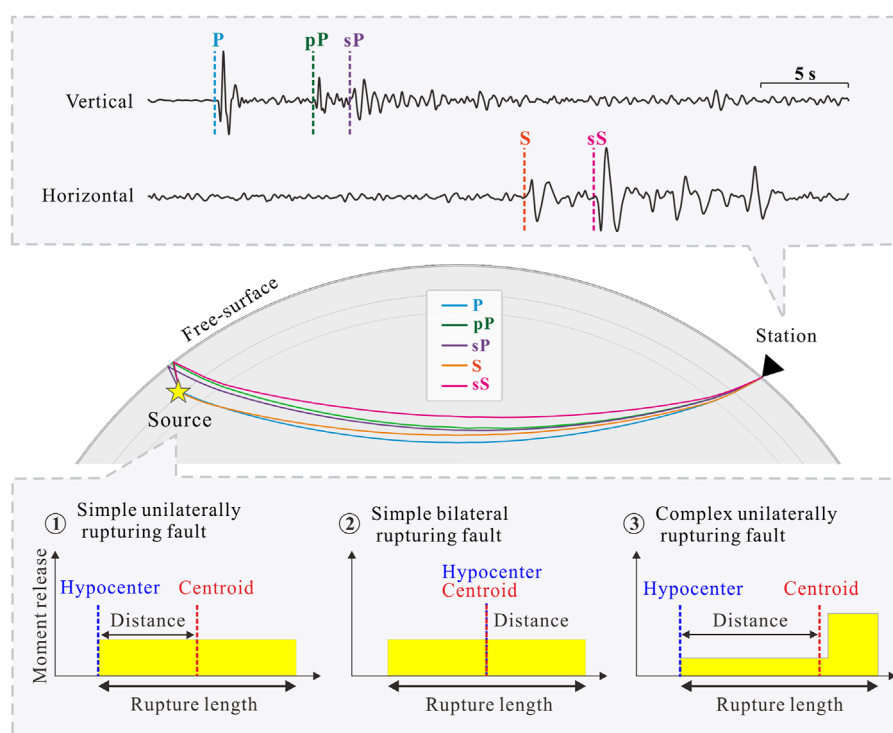 P
pP
sP
5 s
Vertical
S
sS
Horizontal
Free-surface
P
pP
sP
S
sS
Station
Source
① Simple unilaterally
rupturing fault
② Simple bilateral
rupturing fault
③ Complex unilaterally
rupturing fault
Moment release
Hypocenter
Centroid
Distance
Rupture length
Hypocenter
Centroid
Distance
Rupture length
Hypocenter
Centroid
Distance
Rupture length